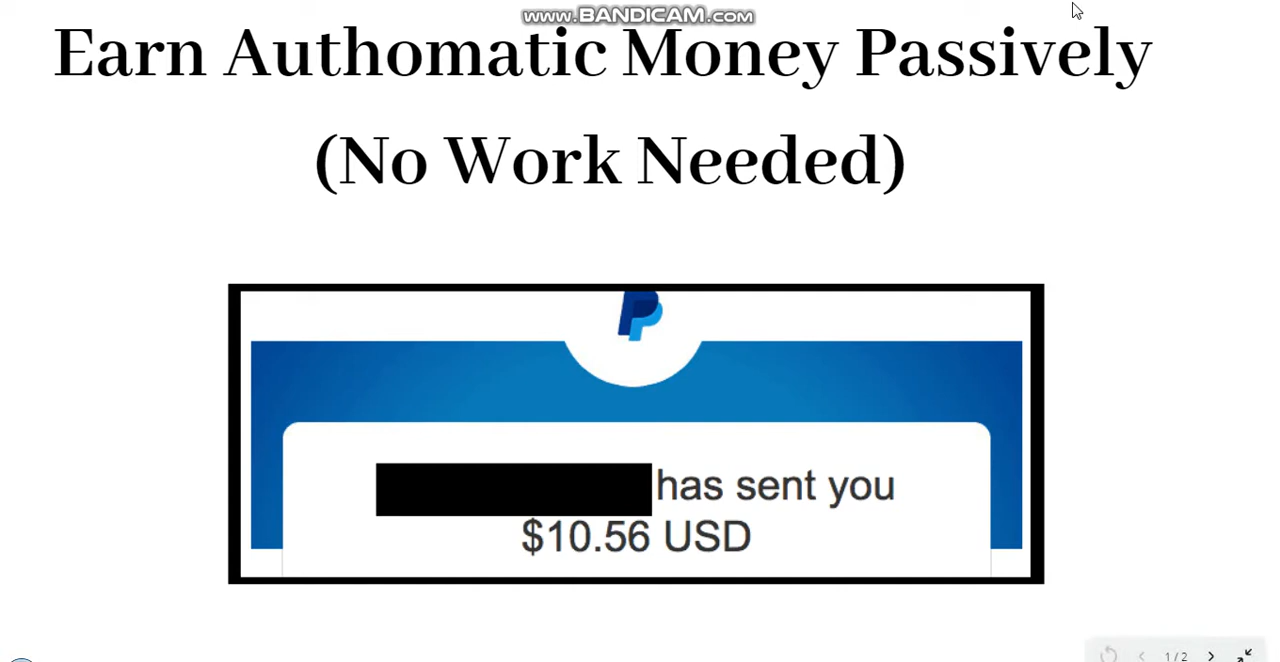 www.BANDICAM.com
Earn Authomatic Money Passively
(No Work Needed)
has sent you
$10.56 USD
1/2